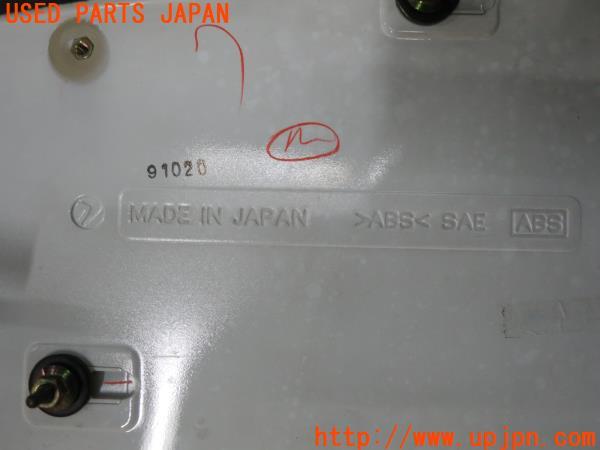 USED PARTS JAPAN
91020
MADE IN JAPAN >ABS< SAE ABS
http://www.upjpn.com